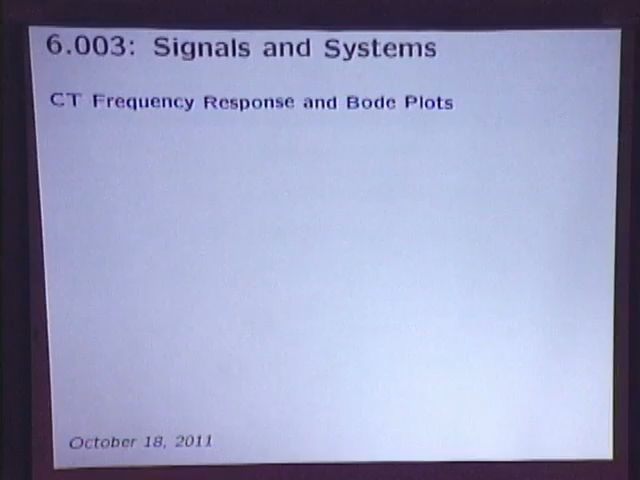 6.003: Signals and Systems
CT Frequency Response and Bode Plots
October 18, 2011